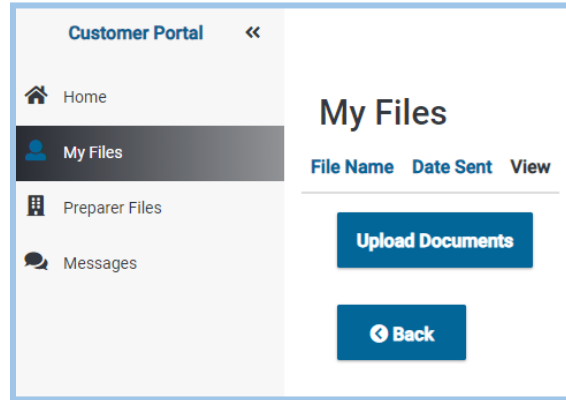 Customer Portal
Home
My Files
Preparer Files
Messages
My Files
File Name Date Sent View
Upload Documents
Back